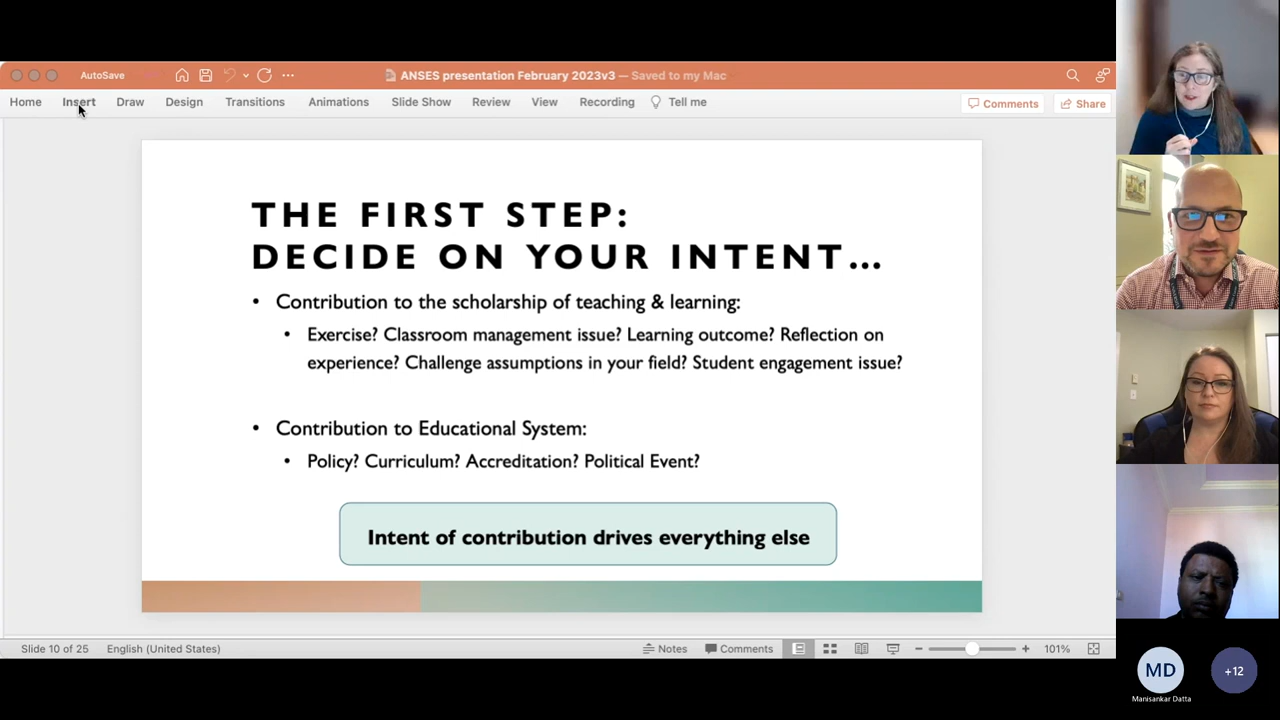 AutoSave
ANSES presentation February 2023v3 — Saved to my Mac
Home Insert Draw Design Transitions Animations Slide Show Review View Recording Tell me
Comments Share
THE FIRST STEP:
DECIDE ON YOUR INTENT...
• Contribution to the scholarship of teaching & learning:
• Exercise? Classroom management issue? Learning outcome? Reflection on
experience? Challenge assumptions in your field? Student engagement issue?
• Contribution to Educational System:
• Policy? Curriculum? Accreditation? Political Event?
Intent of contribution drives everything else
Slide 10 of 25 English (United States) Notes Comments 101%
MD
Manisankar Datta
+12